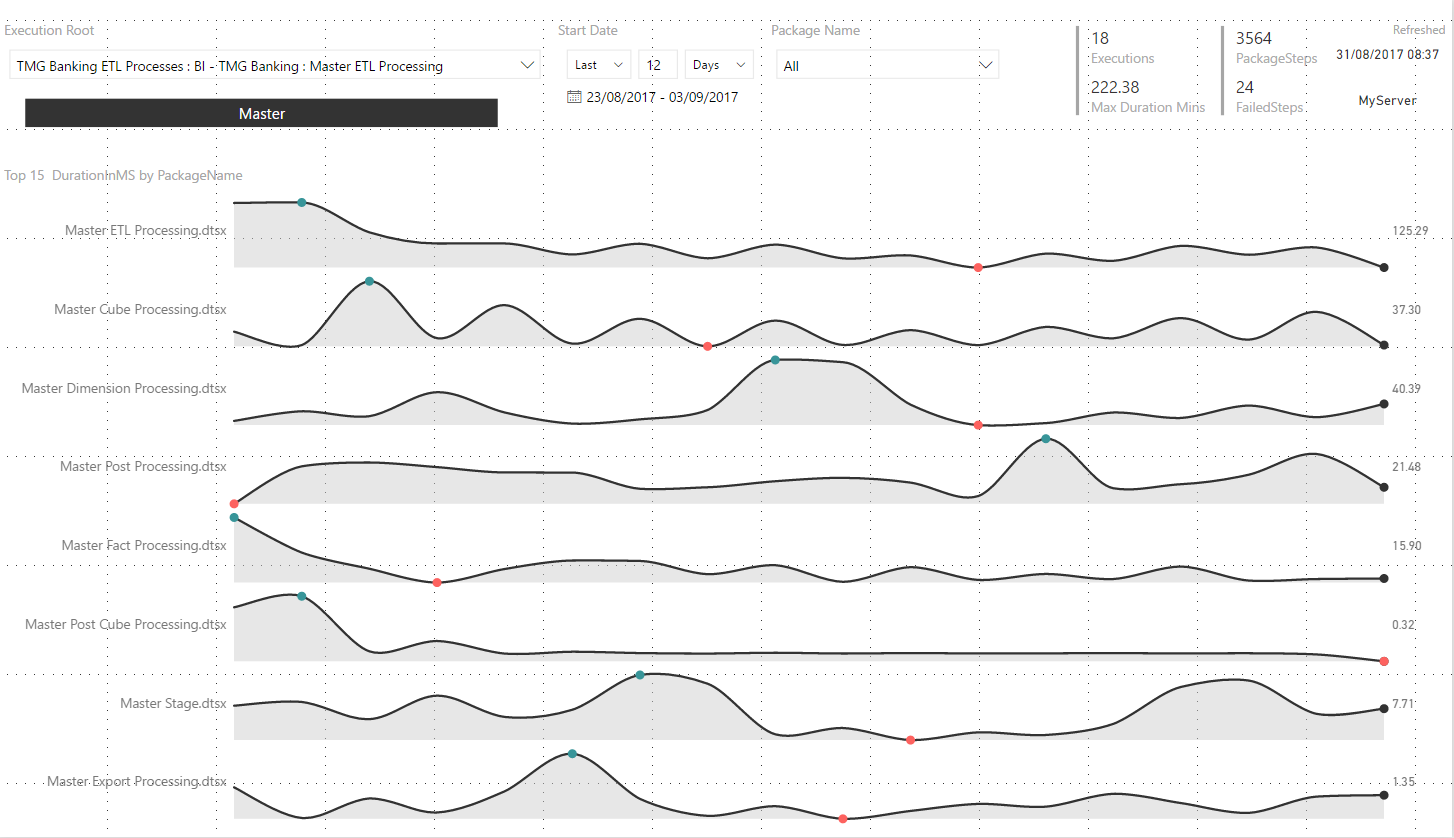 Execution Root
TMG Banking ETL Processes : BI - TMG Banking : Master ETL Processing
Master
Start Date
Last 12 Days
23/08/2017 - 03/09/2017
Package Name
All
18
Executions
222.38
Max Duration Mins
3564
PackageSteps
24
FailedSteps
Refreshed
31/08/2017 08:37
MyServer
Top 15 DurationInMS by PackageName
Master ETL Processing.dtsx 125.29
Master Cube Processing.dtsx 37.30
Master Dimension Processing.dtsx 40.39
Master Post Processing.dtsx 21.48
Master Fact Processing.dtsx 15.90
Master Post Cube Processing.dtsx 0.32
Master Stage.dtsx 7.71
Master Export Processing.dtsx 1.35